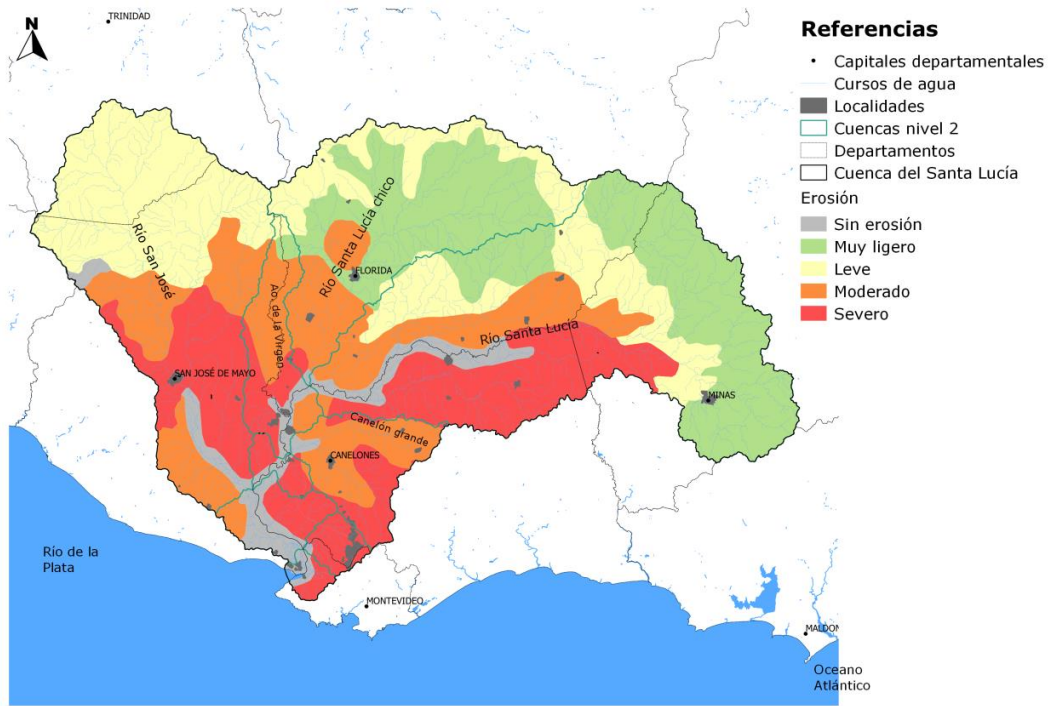 TRINIDAD
N
Río San José
Ao. de la Virgen
Río Santa Lucía chico
FLORIDA
Río Santa Lucía
SAN JOSÉ DE MAYO
Canelón grande
CANELONES
MINAS
Río de la
Plata
MONTEVIDEO
MALDON
Oceano
Atlántico
Referencias
Capitales departamentales
Cursos de agua
Localidades
Cuencas nivel 2
Departamentos
Cuenca del Santa Lucía
Erosión
Sin erosión
Muy ligero
Leve
Moderado
Severo